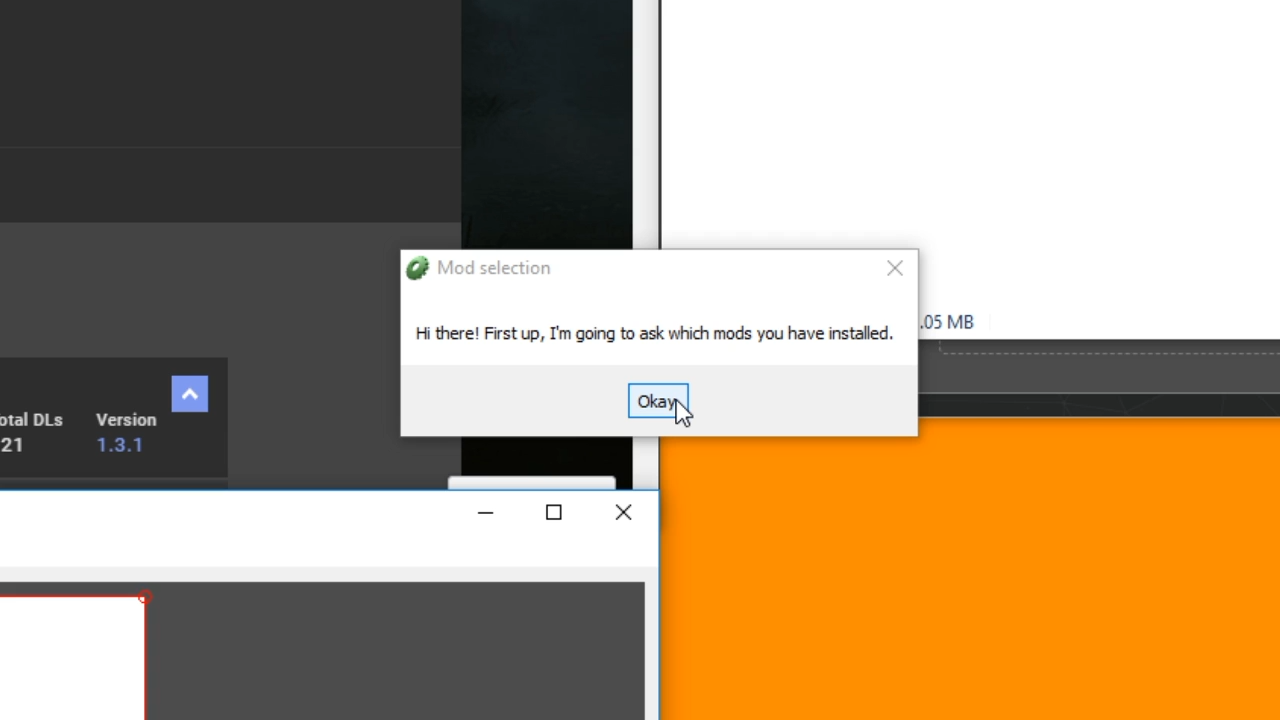 Mod selection
Hi there! First up, I'm going to ask which mods you have installed.
.05 MB
Okay
otal DLs
Version
21
1.3.1